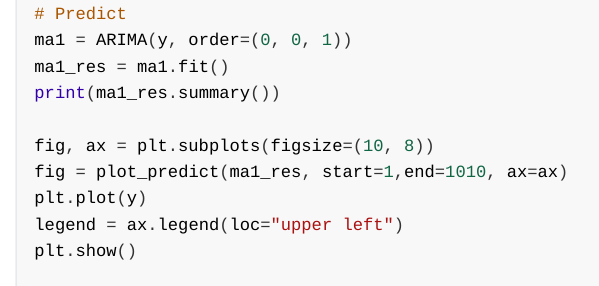 # Predict
ma1 = ARIMA(y, order=(0, 0, 1))
ma1_res = ma1.fit()
print(ma1_res.summary())

fig, ax = plt.subplots(figsize=(10, 8))
fig = plot_predict(ma1_res, start=1,end=1010, ax=ax)
plt.plot(y)
legend = ax.legend(loc="upper left")
plt.show()